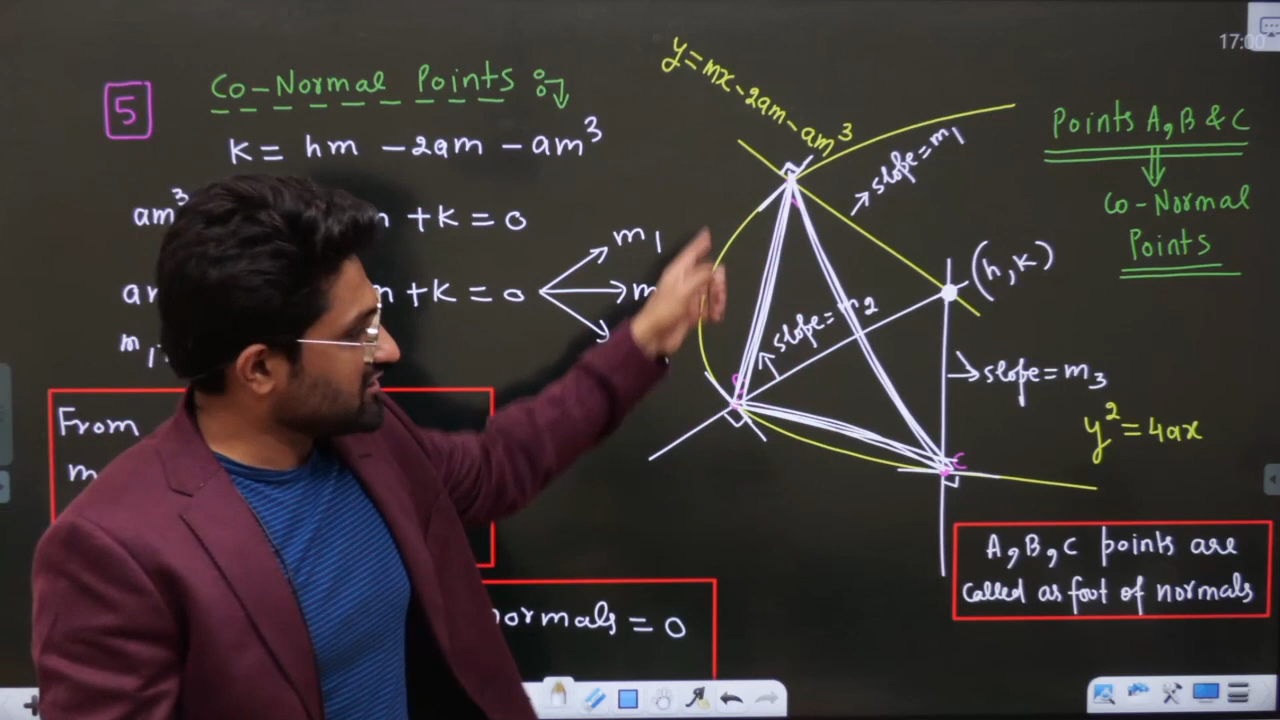 17:00
5
Co-Normal Points
K = hm - 2am - am³
am³
+ K = 0
+ K = 0
m₁
From
m
normals = 0
y = mx - 2am - am³
slope = m₁
(h, K)
slope = m₂
slope = m₃
y² = 4ax
C
Points A, B & C
Co-Normal
Points
A, B, C points are
called as foot of normals